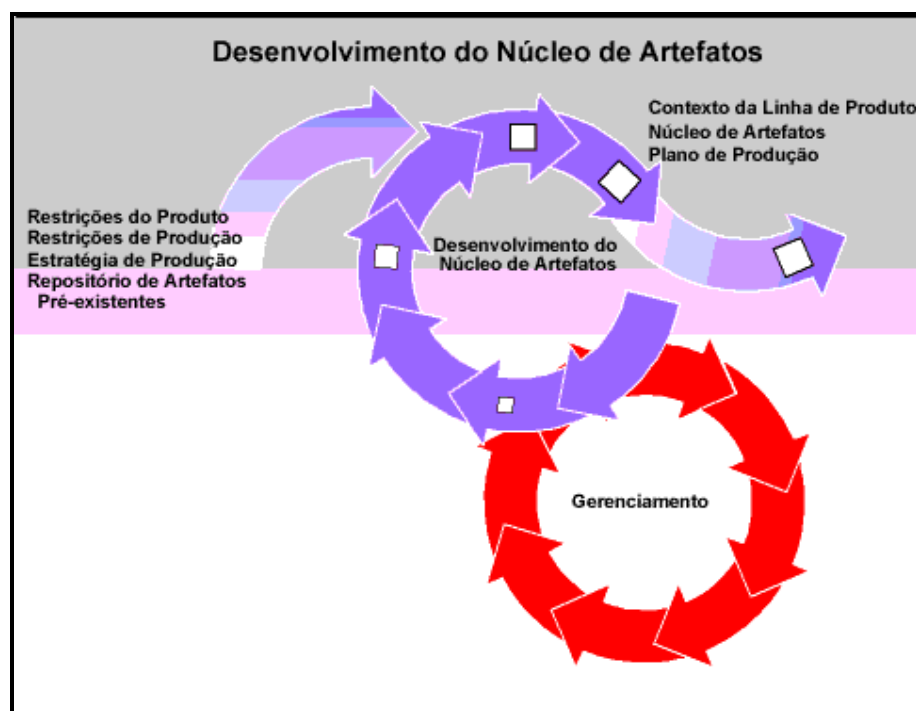 Desenvolvimento do Núcleo de Artefatos
Contexto da Linha de Produto
Núcleo de Artefatos
Plano de Produção
Restrições do Produto
Restrições de Produção
Estratégia de Produção
Repositório de Artefatos
Pré-existentes
Desenvolvimento do
Núcleo de Artefatos
Gerenciamento